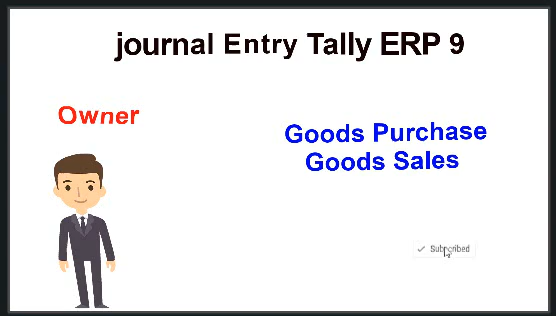 journal Entry Tally ERP 9
Owner
Goods Purchase
Goods Sales
Subscribed